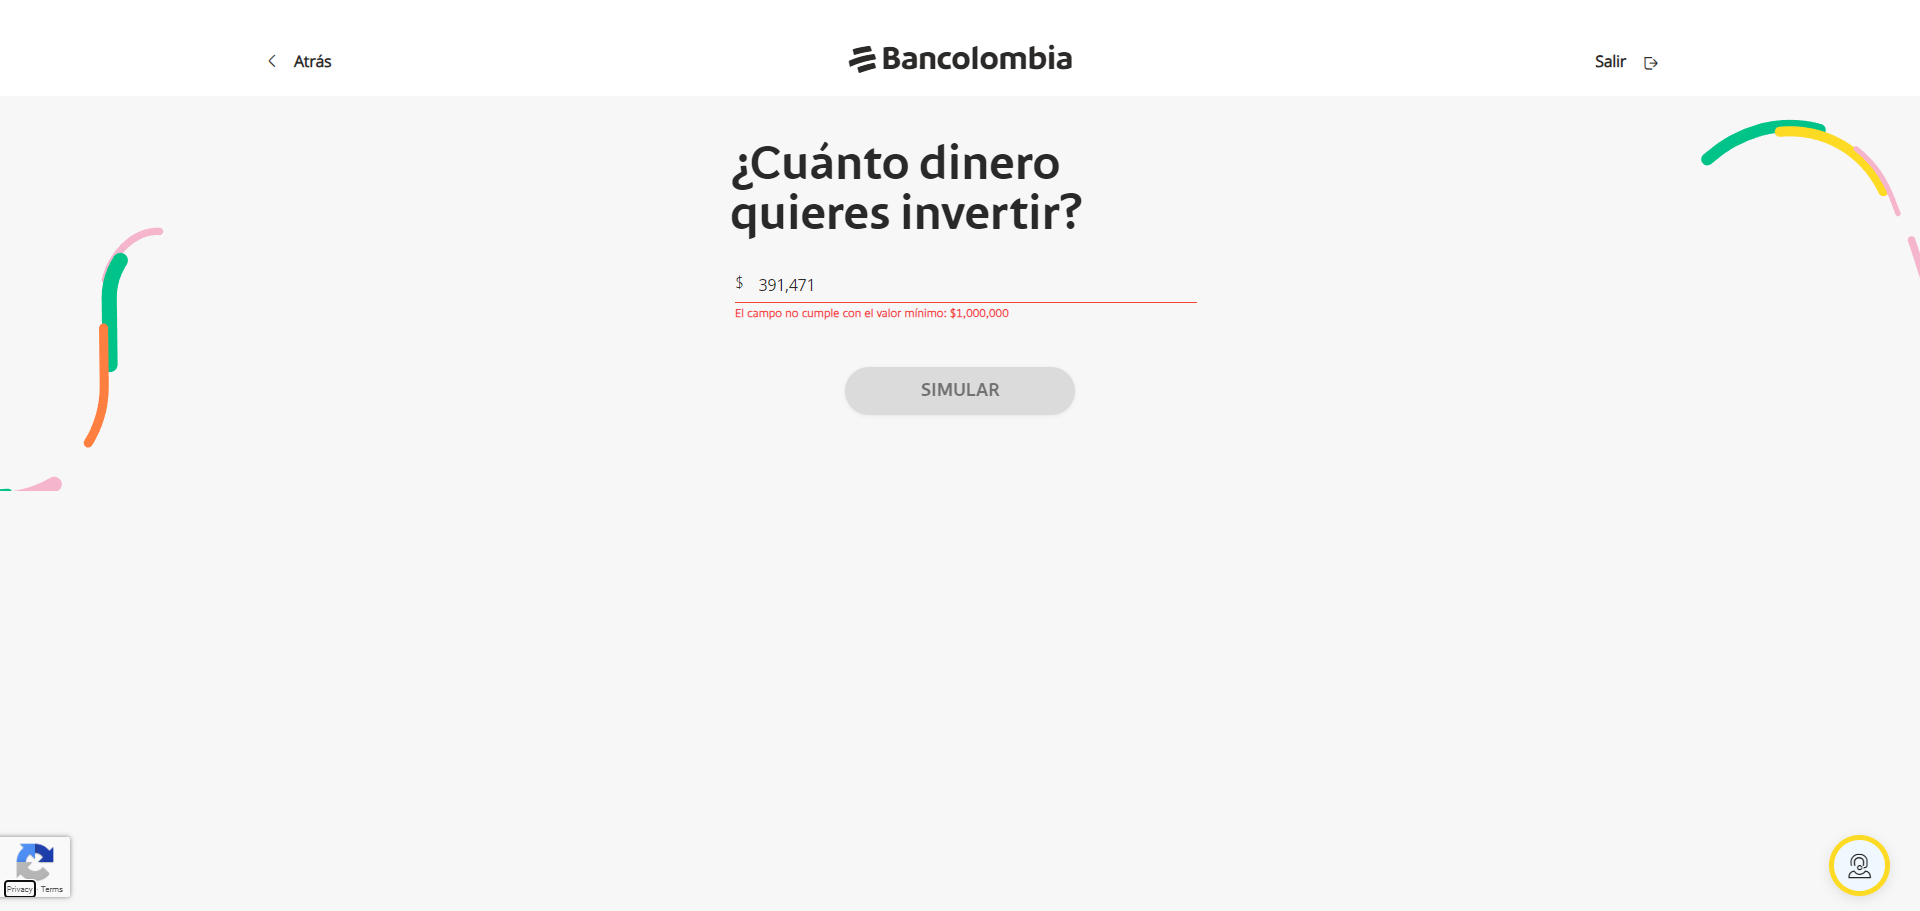 Atrás
Bancolombia
Salir
¿Cuánto dinero
quieres invertir?
$ 391,471
El campo no cumple con el valor mínimo: $1,000,000
SIMULAR
Privacy - Terms